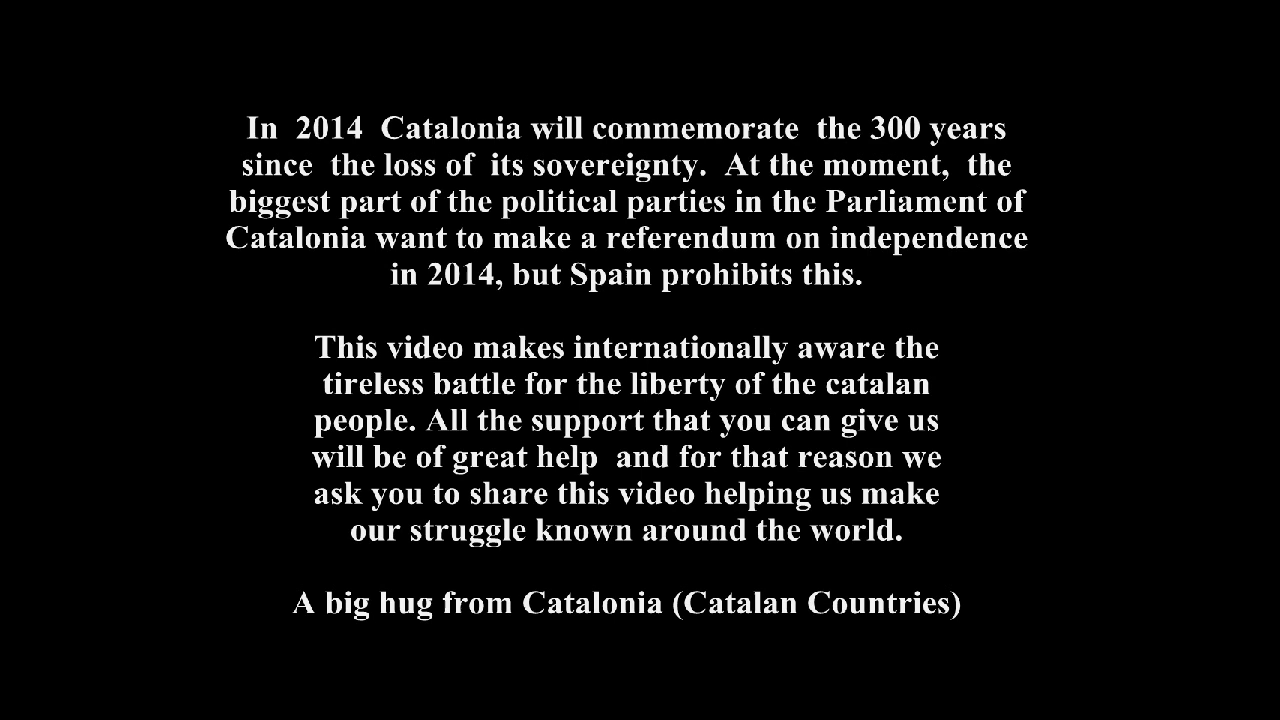 In 2014 Catalonia will commemorate the 300 years
since the loss of its sovereignty. At the moment, the
biggest part of the political parties in the Parliament of
Catalonia want to make a referendum on independence
in 2014, but Spain prohibits this.
This video makes internationally aware the
tireless battle for the liberty of the catalan
people. All the support that you can give us
will be of great help and for that reason we
ask you to share this video helping us make
our struggle known around the world.
A big hug from Catalonia (Catalan Countries)